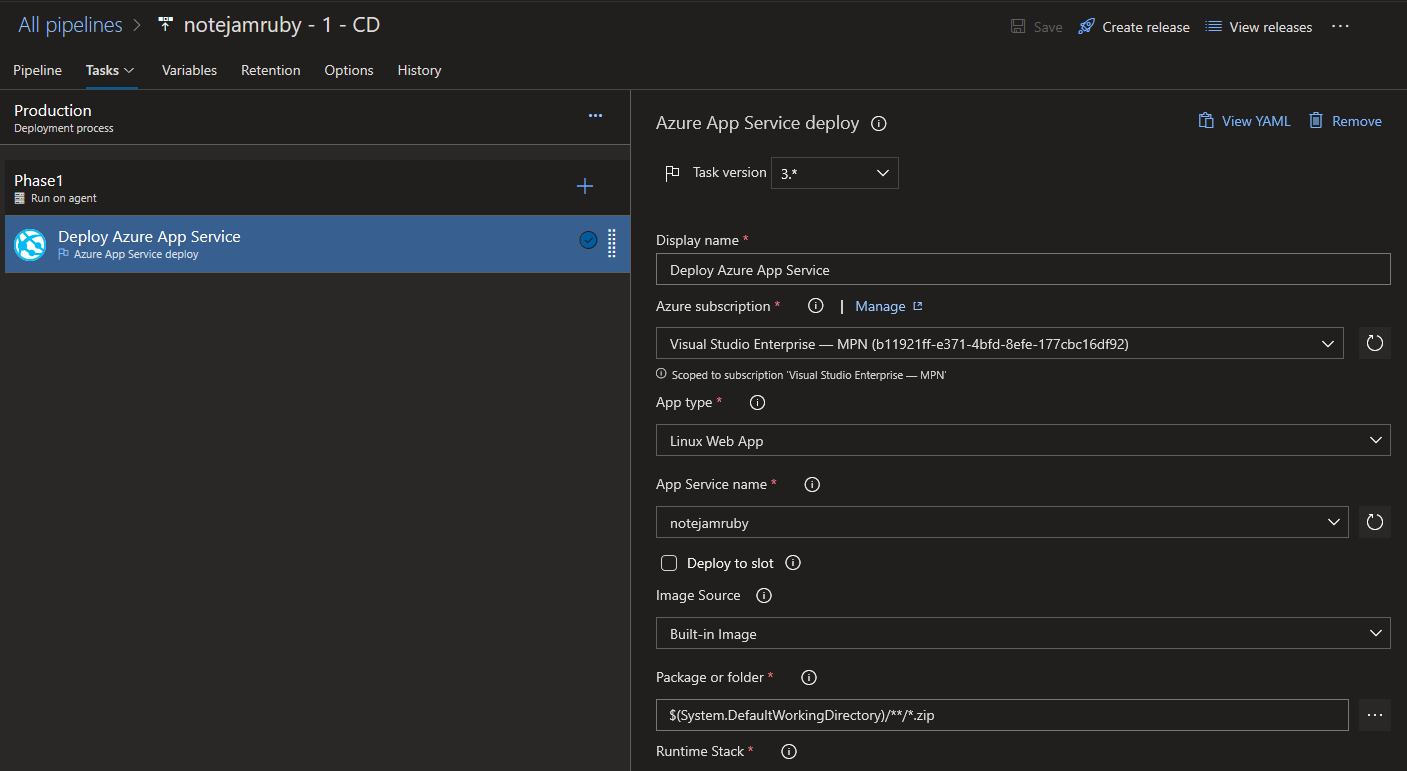 All pipelines > notejamruby - 1 - CD
Save Create release View releases ...
Pipeline Tasks Variables Retention Options History
Production
Deployment process
...
Azure App Service deploy
View YAML Remove
Task version 3.*
Phase1
Run on agent
Deploy Azure App Service
Azure App Service deploy
Display name *
Deploy Azure App Service
Azure subscription * | Manage
Visual Studio Enterprise — MPN (b11921ff-e371-4bfd-8efe-177cbc16df92)
Scoped to subscription 'Visual Studio Enterprise — MPN'
App type *
Linux Web App
App Service name *
notejamruby
Deploy to slot
Image Source
Built-in Image
Package or folder *
$(System.DefaultWorkingDirectory)/**/*.zip
...
Runtime Stack *